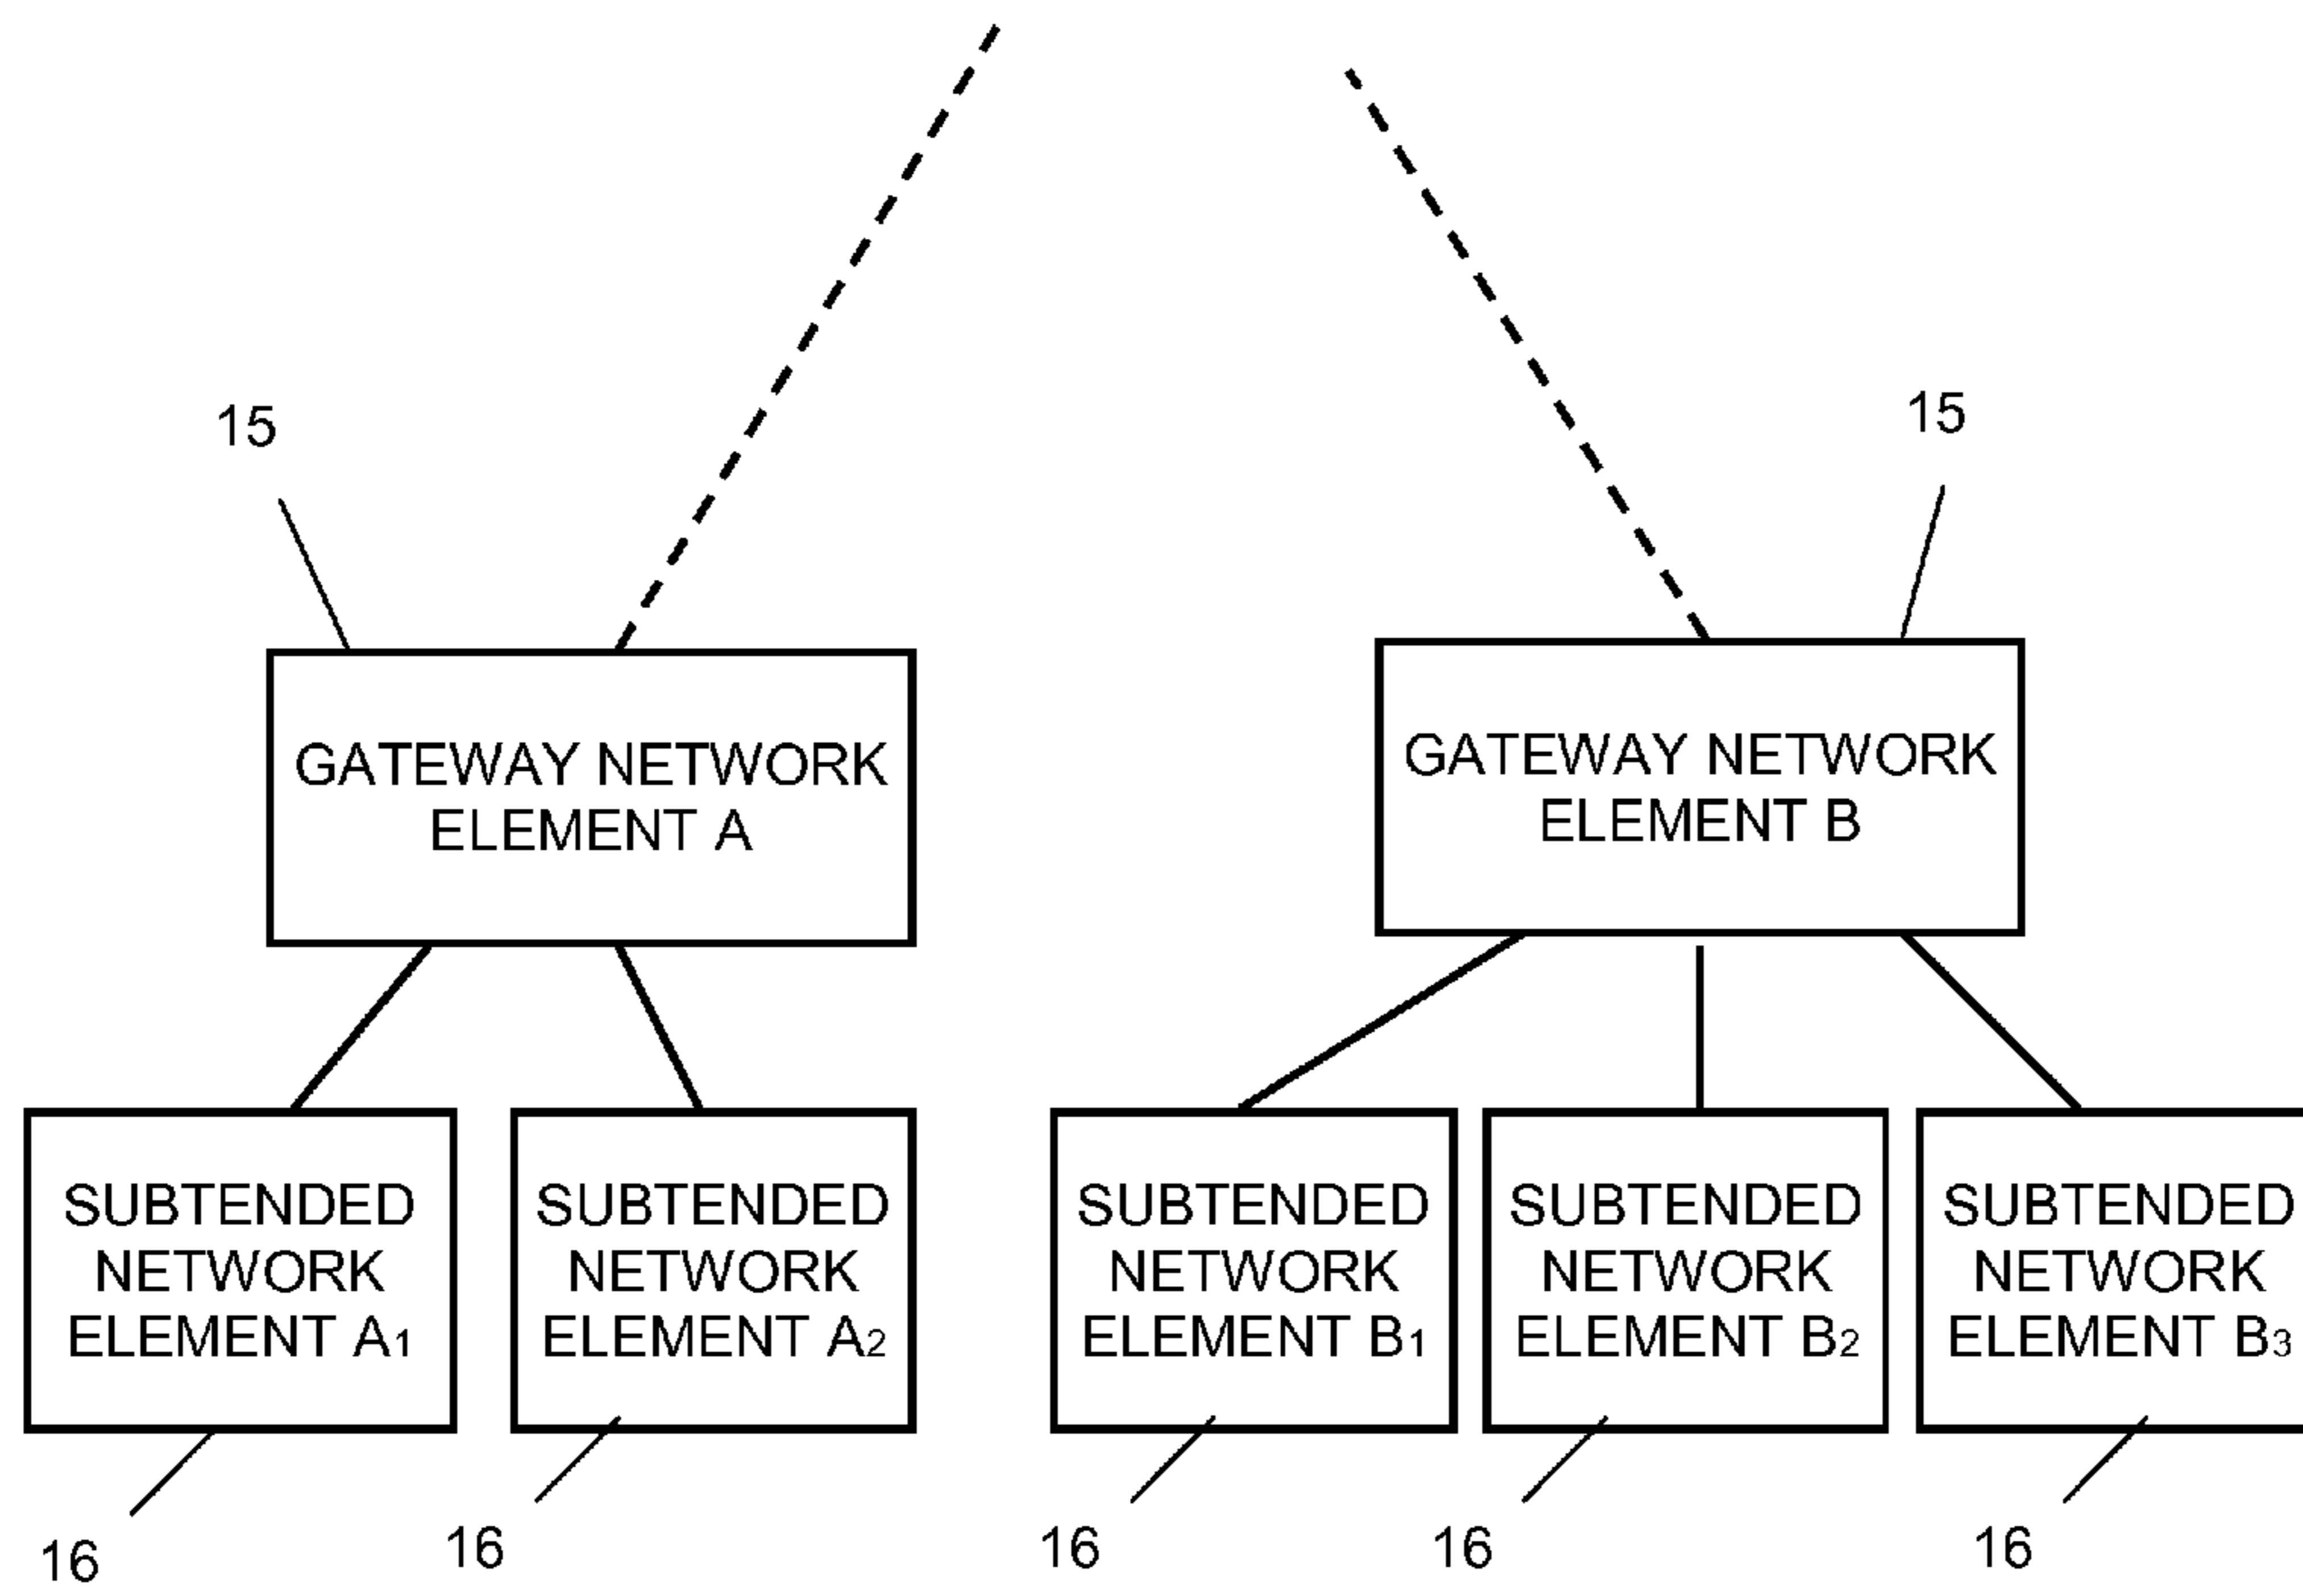 15
15
GATEWAY NETWORK
ELEMENT A
GATEWAY NETWORK
ELEMENT B
SUBTENDED
NETWORK
ELEMENT A1
SUBTENDED
NETWORK
ELEMENT A2
SUBTENDED
NETWORK
ELEMENT B1
SUBTENDED
NETWORK
ELEMENT B2
SUBTENDED
NETWORK
ELEMENT B3
16
16
16
16
16